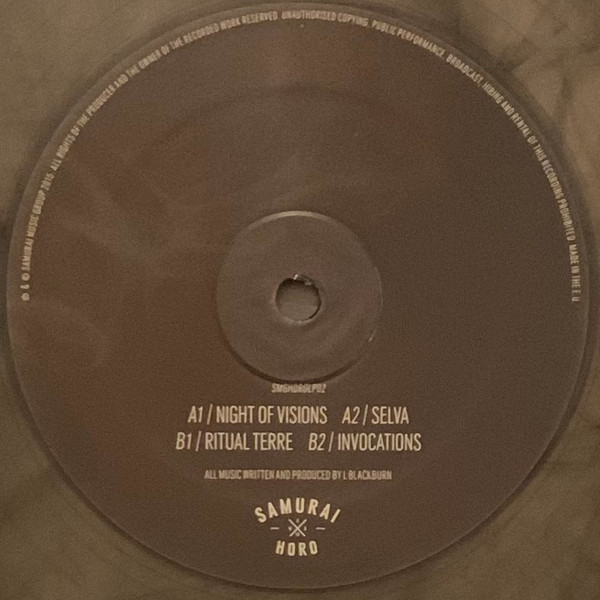 ℗ & © SAMURAI MUSIC GROUP 2015. ALL RIGHTS OF THE PRODUCER AND THE OWNER OF THE RECORDED WORK RESERVED. UNAUTHORISED COPYING, PUBLIC PERFORMANCE, BROADCAST, HIRING AND RENTAL OF THIS RECORDING PROHIBITED. MADE IN THE E.U
SMGHOROLP02
A1 / NIGHT OF VISIONS A2 / SELVA
B1 / RITUAL TERRE B2 / INVOCATIONS
ALL MUSIC WRITTEN AND PRODUCED BY L BLACKBURN
SAMURAI
HORO